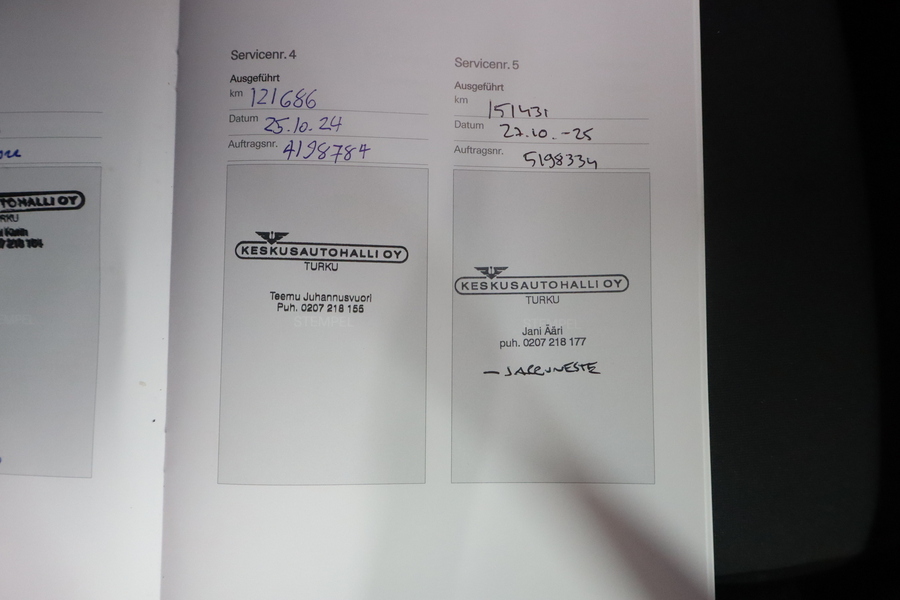 TOHALLI OY
RKU
Servicenr. 4
Ausgeführt
km 121686
Datum 25.10.24
Auftragsnr. 4198784
KESKUSAUTOHALLI OY
TURKU
Teemu Juhannusvuori
Puh. 0207 218 155
STEMPEL
Servicenr. 5
Ausgeführt
km 151431
Datum 27.10.-25
Auftragsnr. 5198334
KESKUSAUTOHALLI OY
TURKU
Jani Ääri
puh. 0207 218 177
- JARRUNESTE